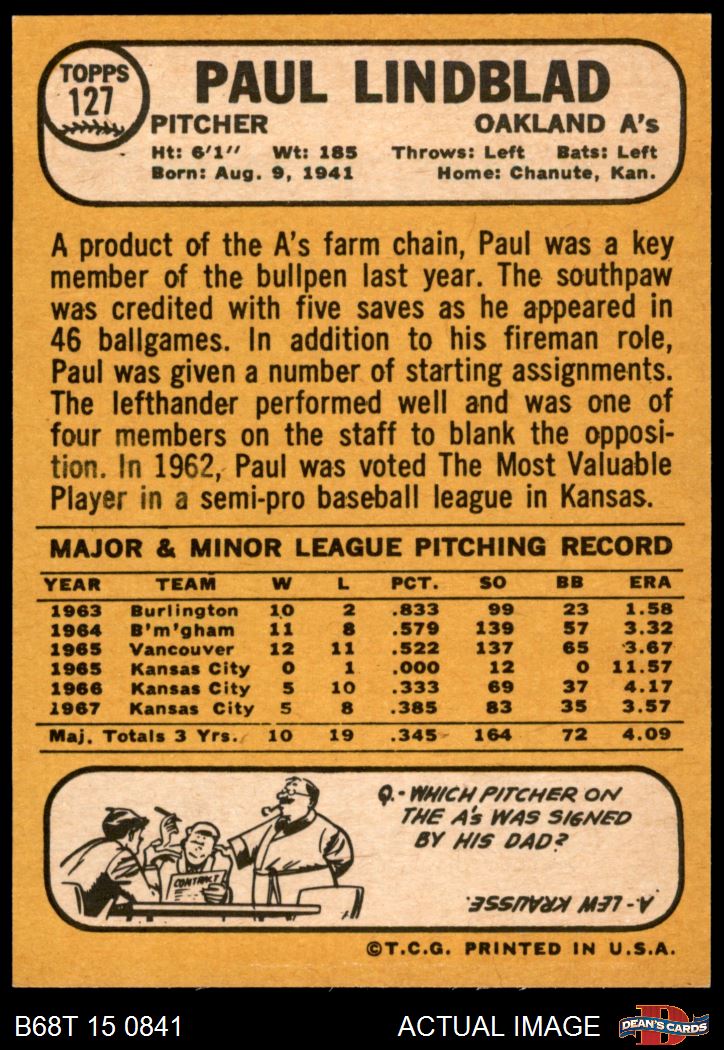 TOPPS
127
PAUL LINDBLAD
PITCHER OAKLAND A's
Ht: 6'1" Wt: 185 Throws: Left Bats: Left
Born: Aug. 9, 1941 Home: Chanute, Kan.
A product of the A's farm chain, Paul was a key
member of the bullpen last year. The southpaw
was credited with five saves as he appeared in
46 ballgames. In addition to his fireman role,
Paul was given a number of starting assignments.
The lefthander performed well and was one of
four members on the staff to blank the opposi-
tion. In 1962, Paul was voted The Most Valuable
Player in a semi-pro baseball league in Kansas.
MAJOR & MINOR LEAGUE PITCHING RECORD
YEAR TEAM W L PCT. SO BB ERA
1963 Burlington 10 2 .833 99 23 1.58
1964 B'm'gham 11 8 .579 139 57 3.32
1965 Vancouver 12 11 .522 137 65 3.67
1965 Kansas City 0 1 .000 12 0 11.57
1966 Kansas City 5 10 .333 69 37 4.17
1967 Kansas City 5 8 .385 83 35 3.57
Maj. Totals 3 Yrs. 10 19 .345 164 72 4.09
CONTRACT
Q.- WHICH PITCHER ON
THE A's WAS SIGNED
BY HIS DAD?
A.- LEW KRAUSSE.
©T.C.G. PRINTED IN U.S.A.
B68T 15 0841 ACTUAL IMAGE
D
DEAN'S CARDS